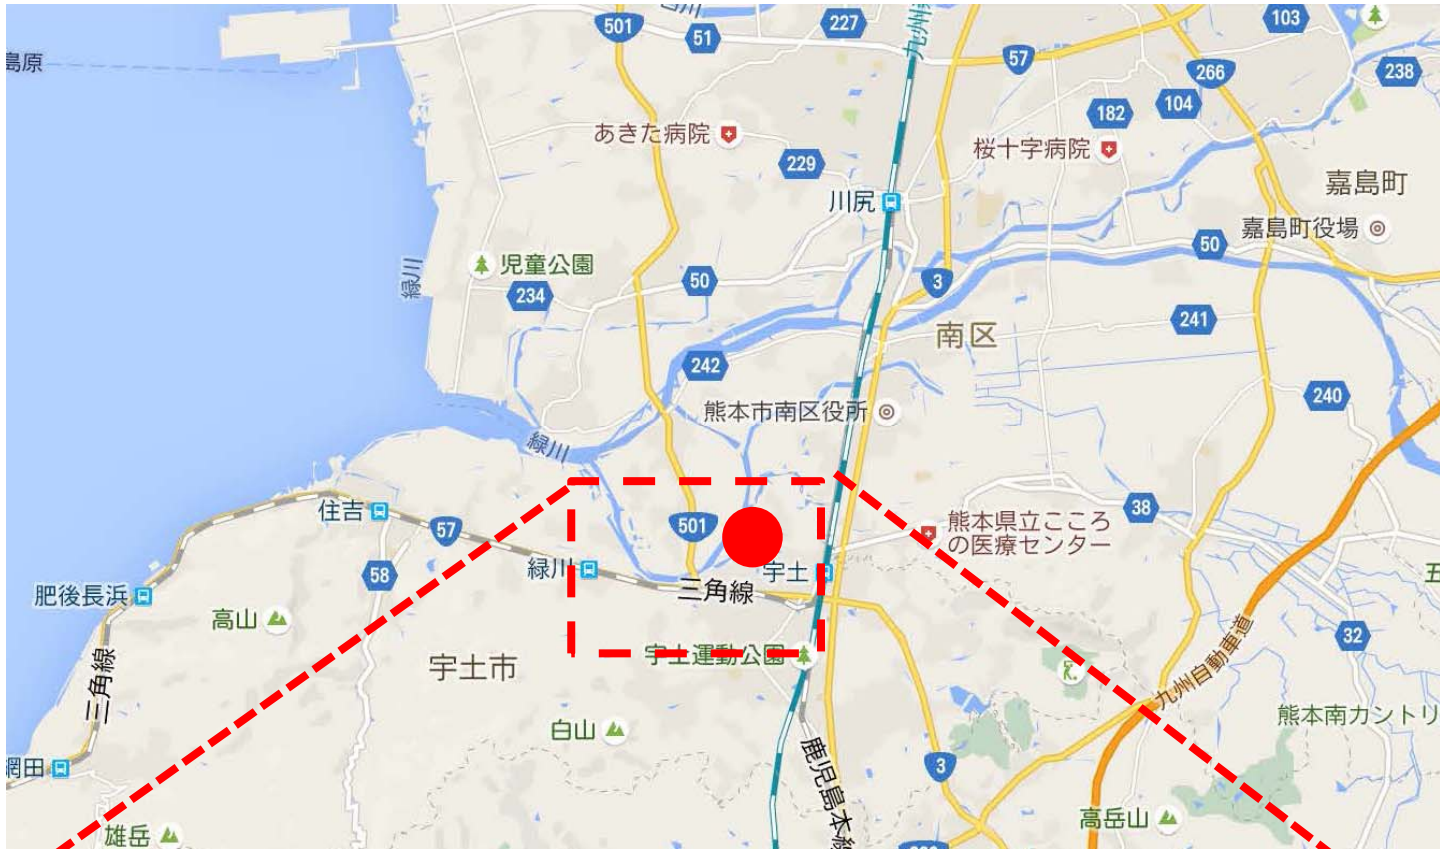 島原
501
51
227
九州
57
103
266
238
104
182
あきた病院
229
桜十字病院
嘉島町
川尻
嘉島町役場
50
児童公園
緑川
234
50
3
241
南区
242
240
熊本市南区役所
緑川
住吉
57
501
38
熊本県立こころ
の医療センター
緑川
宇土
58
三角線
肥後長浜
高山
32
宇土市
宇土運動公園
三角線
九州自動車道
熊本南カントリ
白山
鹿児島本線
網田
3
高岳山
雄岳